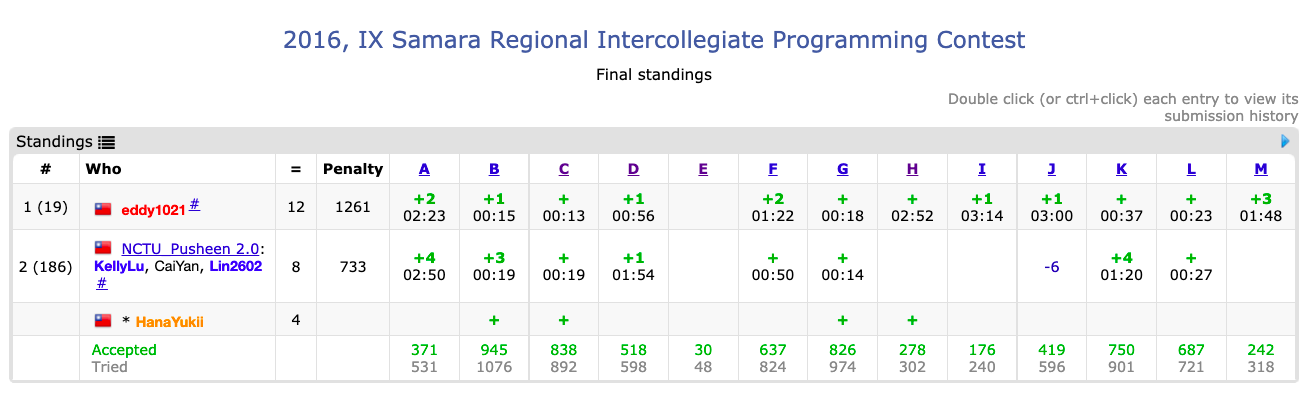 2016, IX Samara Regional Intercollegiate Programming Contest
Final standings
Double click (or ctrl+click) each entry to view its
submission history
Standings
# Who = Penalty A B C D E F G H I J K L M
1 (19) eddy1021 # 12 1261 +2 02:23 +1 00:15 + 00:13 +1 00:56 +2 01:22 + 00:18 + 02:52 +1 03:14 +1 03:00 + 00:37 + 00:23 +3 01:48
2 (186) NCTU_Pusheen 2.0: KellyLu, CaiYan, Lin2602 # 8 733 +4 02:50 +3 00:19 + 00:19 +1 01:54 + 00:50 + 00:14 -6 +4 01:20 + 00:27
* HanaYukii 4 + + + +
Accepted 371 945 838 518 30 637 826 278 176 419 750 687 242
Tried 531 1076 892 598 48 824 974 302 240 596 901 721 318